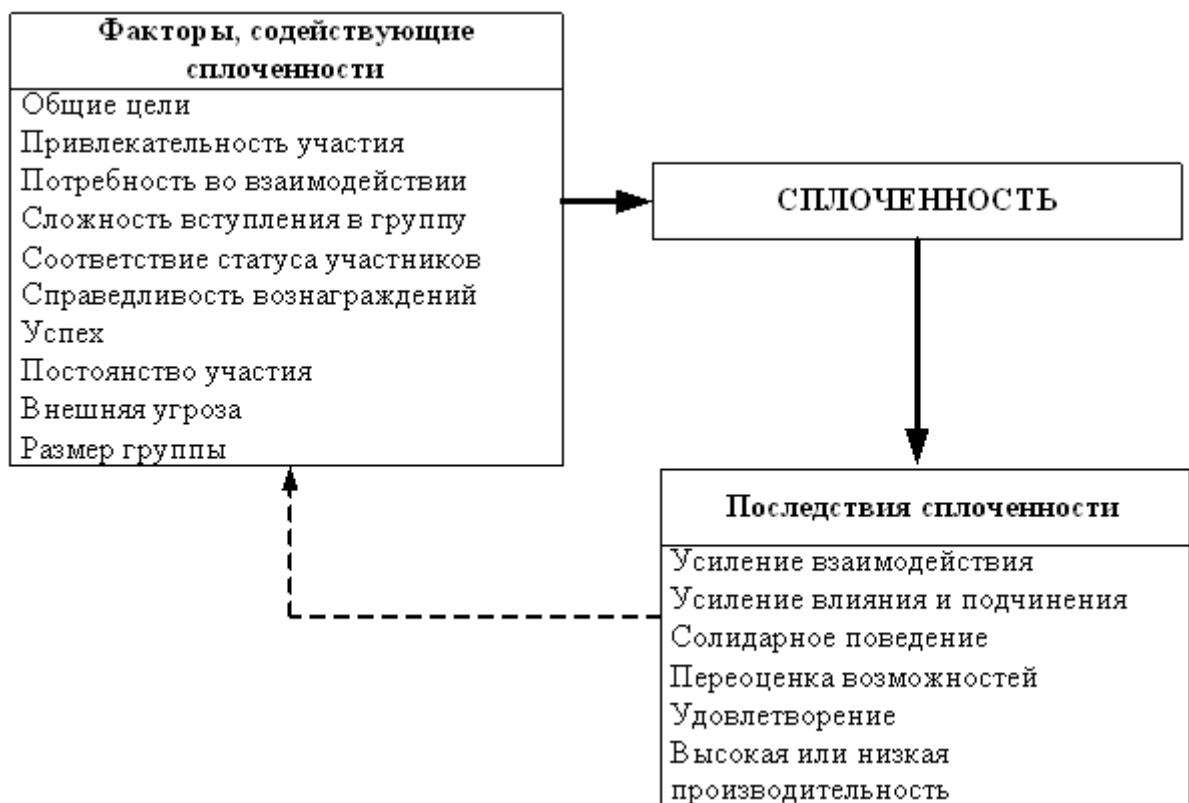 Факторы, содействующие
сплоченности
Общие цели
Привлекательность участия
Потребность во взаимодействии
Сложность вступления в группу
Соответствие статуса участников
Справедливость вознаграждений
Успех
Постоянство участия
Внешняя угроза
Размер группы
СПЛОЧЕННОСТЬ
Последствия сплоченности
Усиление взаимодействия
Усиление влияния и подчинения
Солидарное поведение
Переоценка возможностей
Удовлетворение
Высокая или низкая
производительность